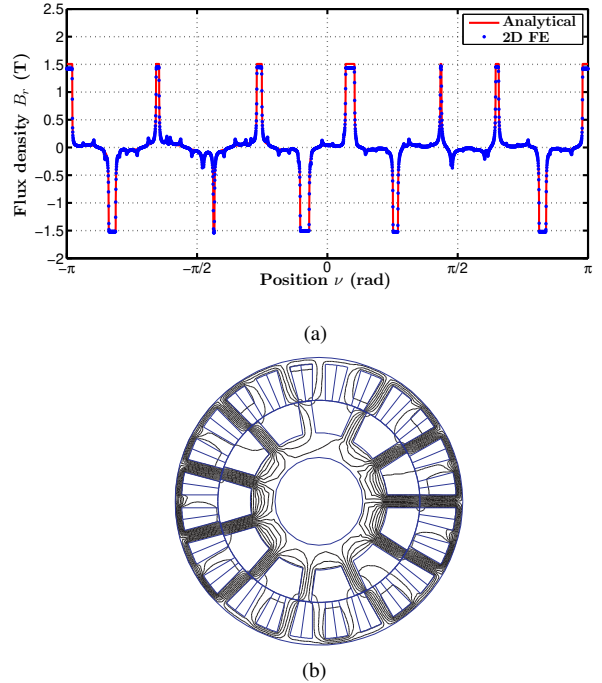 2.5
2
1.5
1
0.5
0
−0.5
−1
−1.5
−2
Flux density B_r (T)
Analytical
2D FE
−π −π/2 0 π/2 π
Position ν (rad)
(a)
(b)